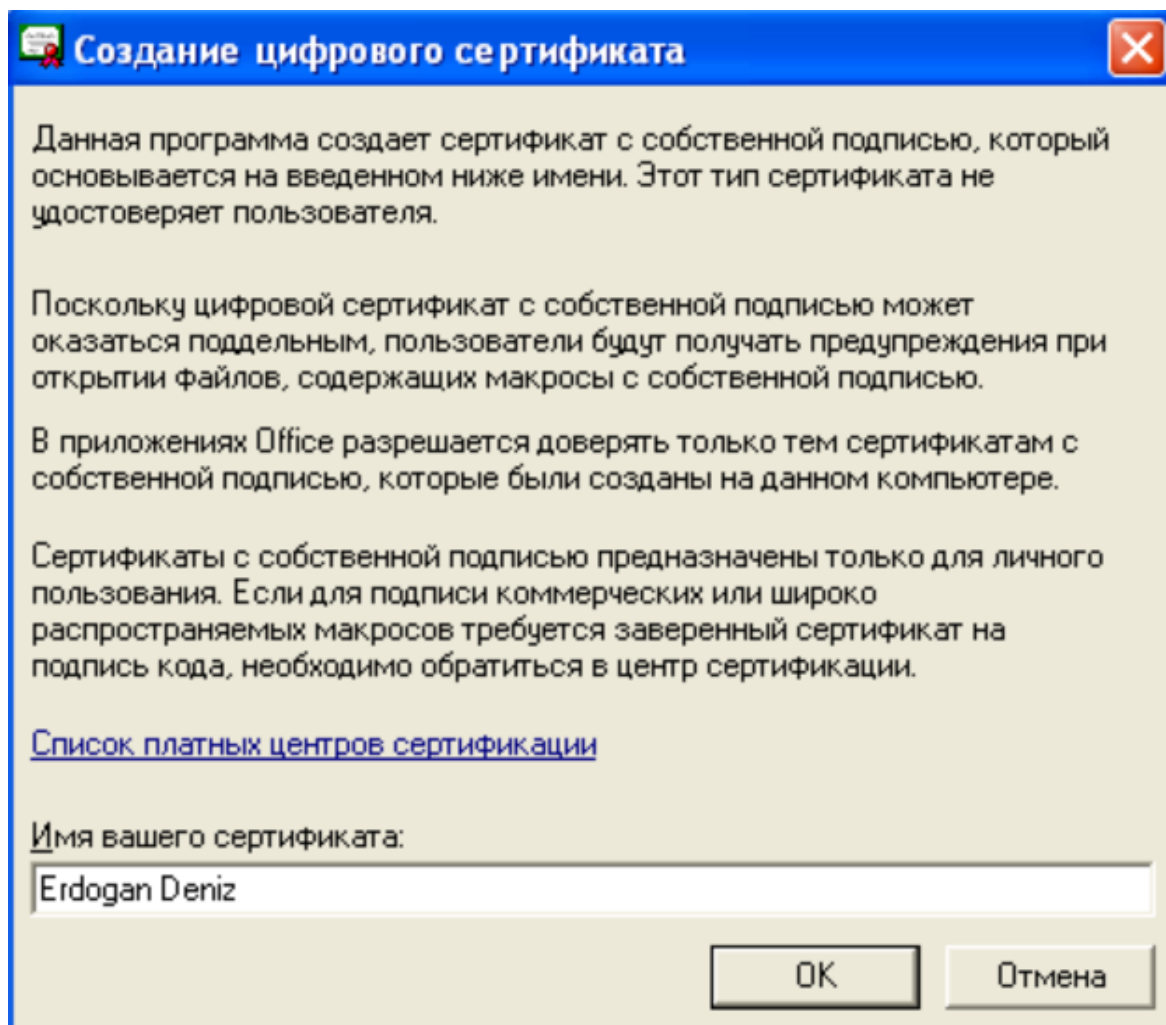 Создание цифрового сертификата
Данная программа создает сертификат с собственной подписью, который
основывается на введенном ниже имени. Этот тип сертификата не
удостоверяет пользователя.
Поскольку цифровой сертификат с собственной подписью может
оказаться поддельным, пользователи будут получать предупреждения при
открытии файлов, содержащих макросы с собственной подписью.
В приложениях Office разрешается доверять только тем сертификатам с
собственной подписью, которые были созданы на данном компьютере.
Сертификаты с собственной подписью предназначены только для личного
пользования. Если для подписи коммерческих или широко
распространяемых макросов требуется заверенный сертификат на
подпись кода, необходимо обратиться в центр сертификации.
Список платных центров сертификации
Имя вашего сертификата:
Erdogan Deniz
OK Отмена